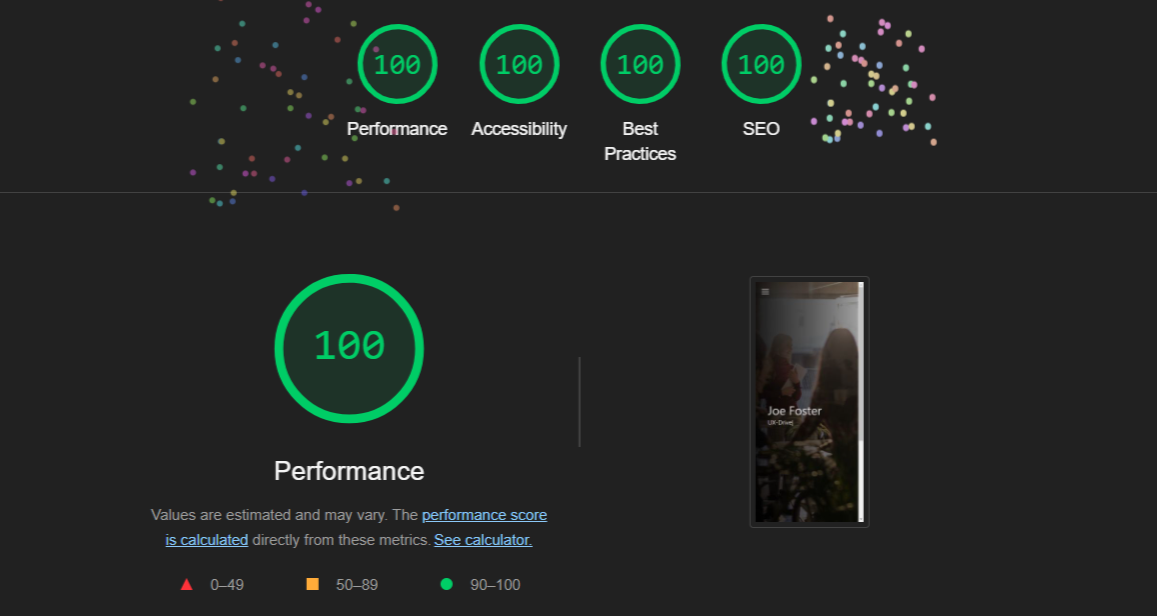 100 100 100 100
Performance Accessibility Best Practices SEO
100
Performance
Values are estimated and may vary. The performance score
is calculated directly from these metrics. See calculator.
0–49 50–89 90–100
Joe Foster
UX-Drive|